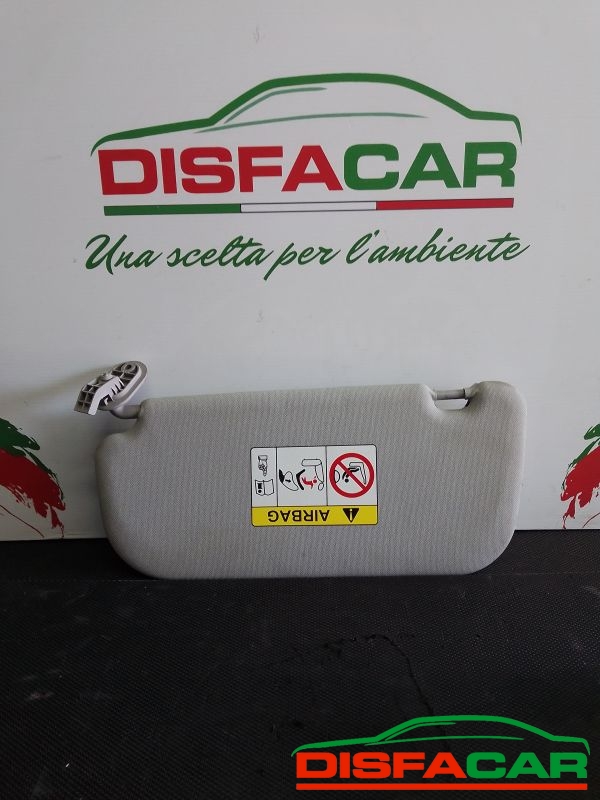 DISFACAR
Una scelta per l'ambiente
AIRBAG
DISFACAR